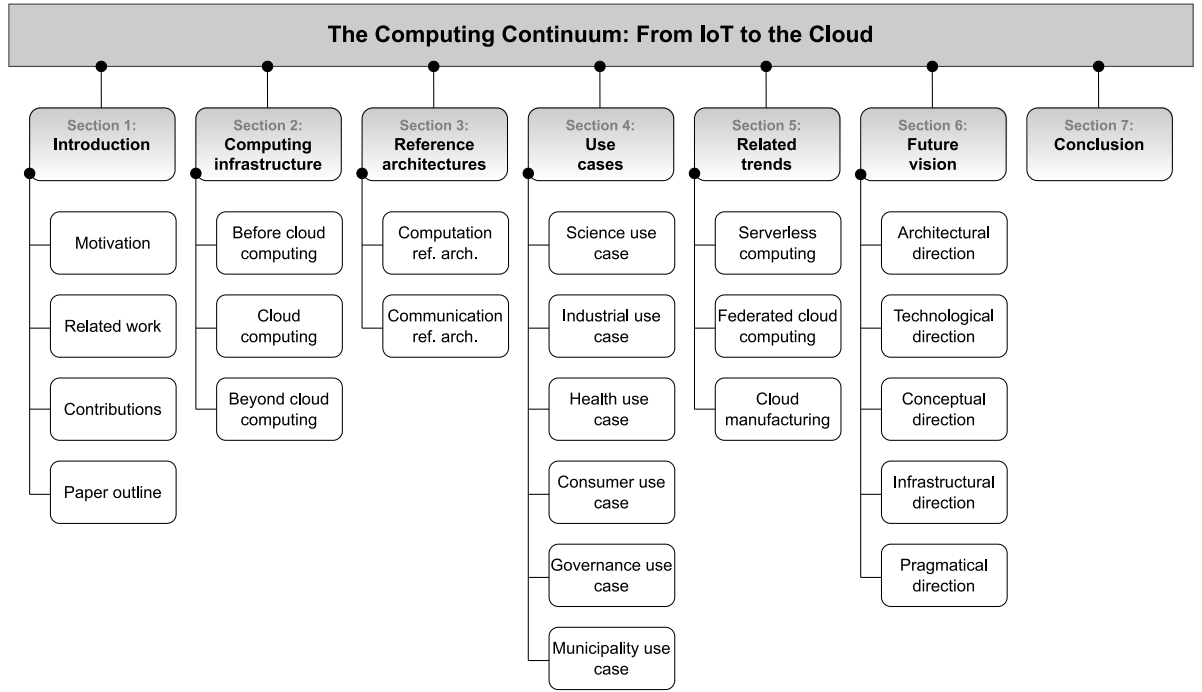 The Computing Continuum: From IoT to the Cloud
Section 1:
Introduction
Motivation
Related work
Contributions
Paper outline
Section 2:
Computing
infrastructure
Before cloud
computing
Cloud
computing
Beyond cloud
computing
Section 3:
Reference
architectures
Computation
ref. arch.
Communication
ref. arch.
Section 4:
Use
cases
Science use
case
Industrial use
case
Health use
case
Consumer use
case
Governance use
case
Municipality use
case
Section 5:
Related
trends
Serverless
computing
Federated cloud
computing
Cloud
manufacturing
Section 6:
Future
vision
Architectural
direction
Technological
direction
Conceptual
direction
Infrastructural
direction
Pragmatical
direction
Section 7:
Conclusion